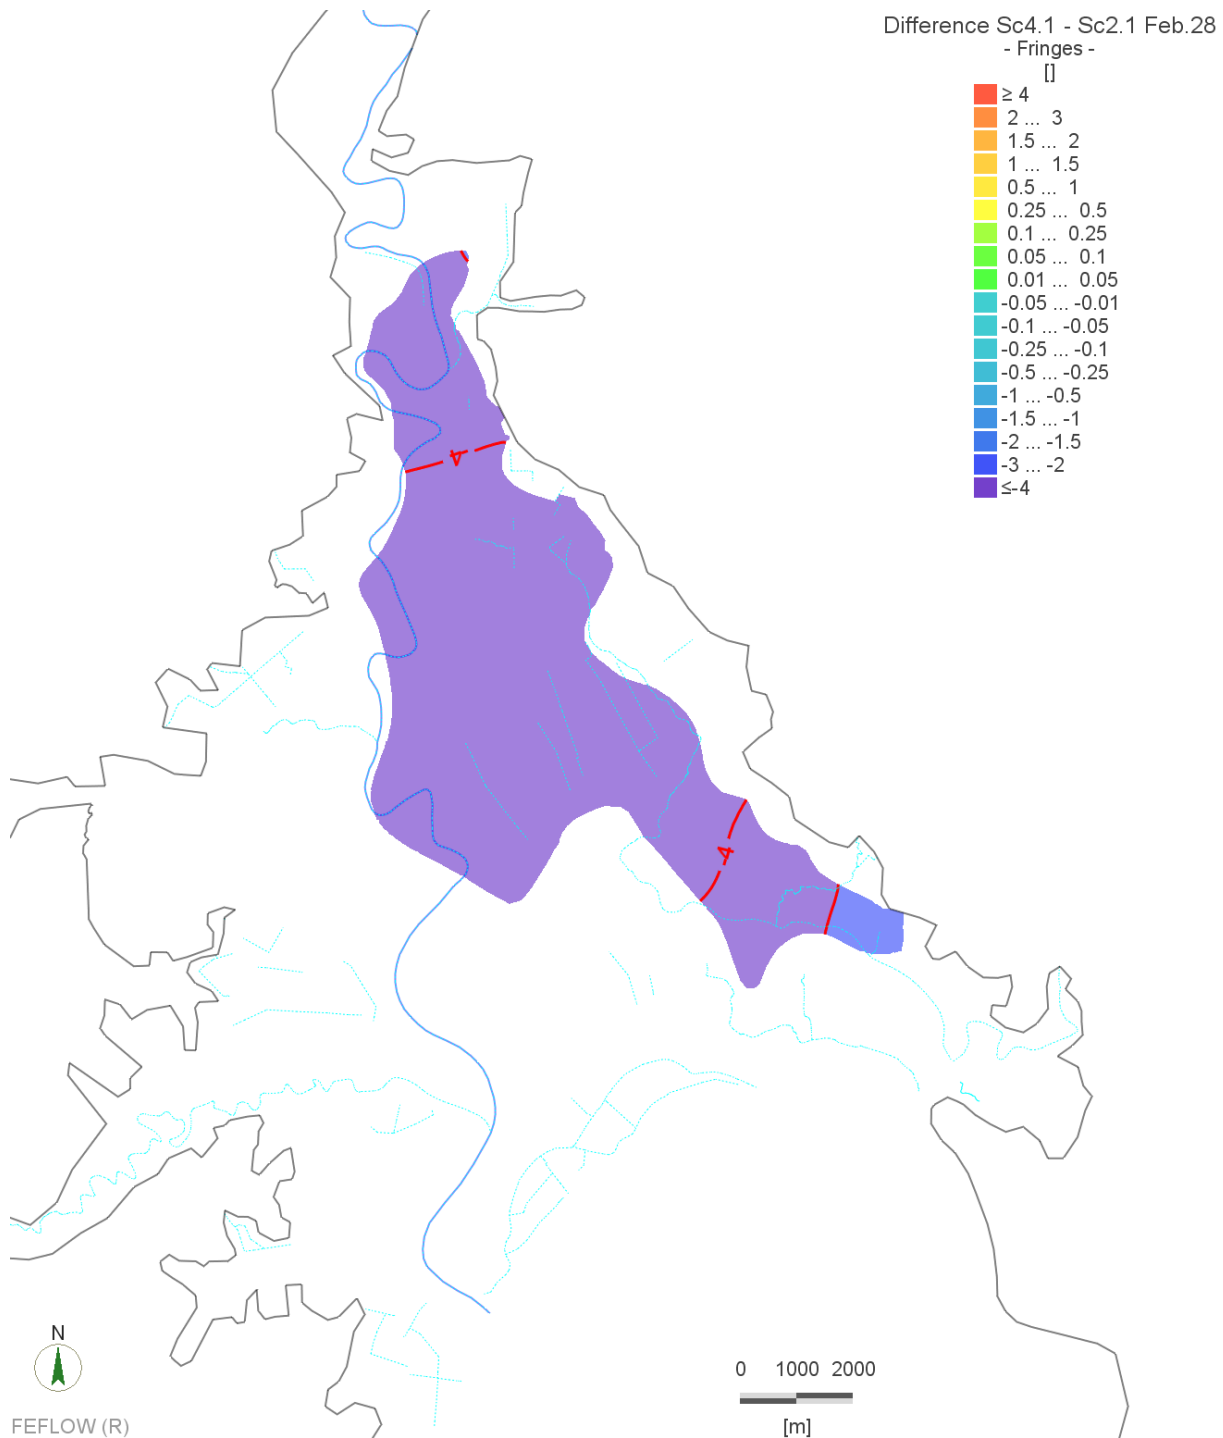 Difference Sc4.1 - Sc2.1 Feb.28
- Fringes -
[]
≥ 4
2 ... 3
1.5 ... 2
1 ... 1.5
0.5 ... 1
0.25 ... 0.5
0.1 ... 0.25
0.05 ... 0.1
0.01 ... 0.05
-0.05 ... -0.01
-0.1 ... -0.05
-0.25 ... -0.1
-0.5 ... -0.25
-1 ... -0.5
-1.5 ... -1
-2 ... -1.5
-3 ... -2
≤-4
-4
-4
N
0 1000 2000
[m]
FEFLOW (R)